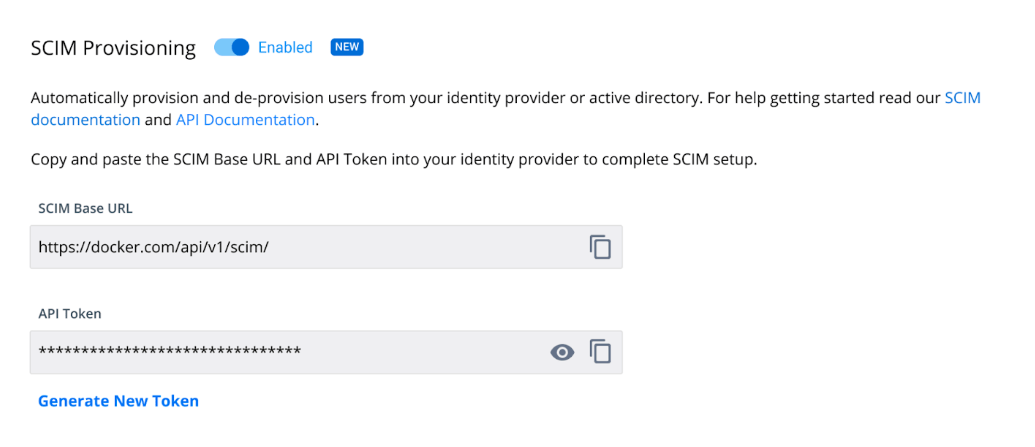 SCIM Provisioning Enabled NEW
Automatically provision and de-provision users from your identity provider or active directory. For help getting started read our SCIM
documentation and API Documentation.
Copy and paste the SCIM Base URL and API Token into your identity provider to complete SCIM setup.
SCIM Base URL
https://docker.com/api/v1/scim/
API Token
*******************************
Generate New Token